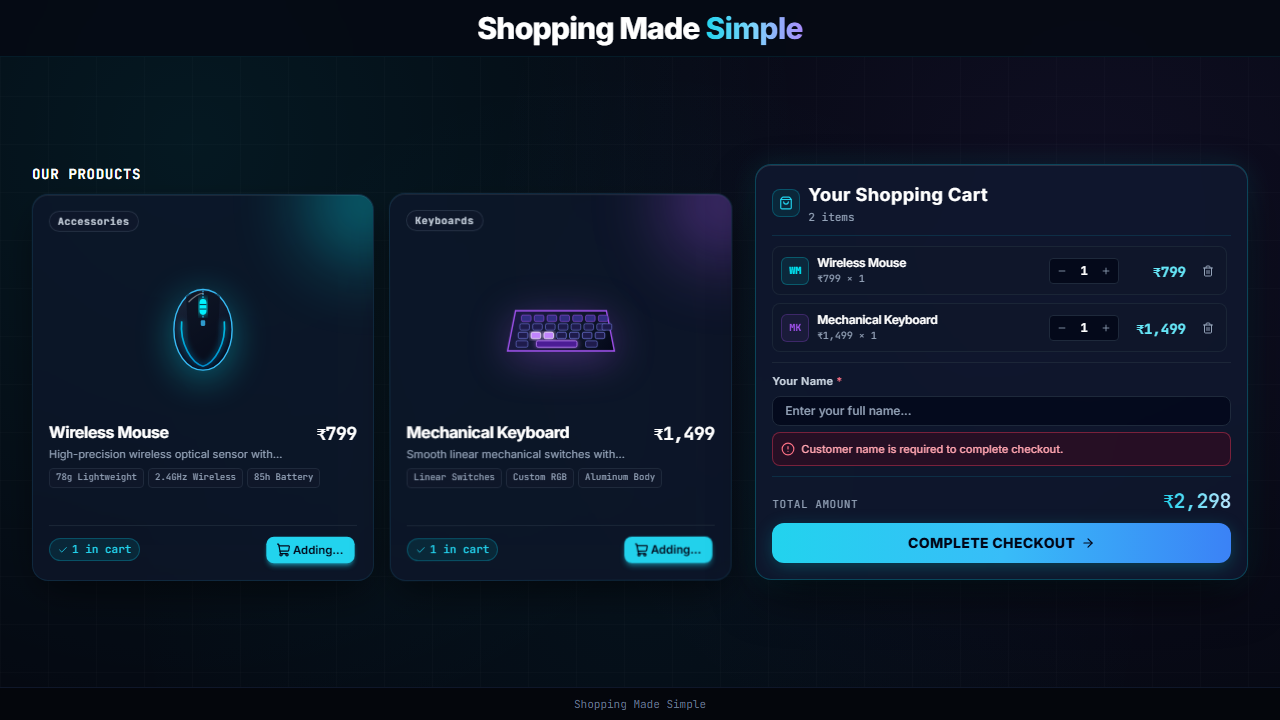 Shopping Made Simple
OUR PRODUCTS
Accessories
Wireless Mouse
₹799
High-precision wireless optical sensor with...
78g Lightweight
2.4GHz Wireless
85h Battery
1 in cart
Adding...
Keyboards
Mechanical Keyboard
₹1,499
Smooth linear mechanical switches with...
Linear Switches
Custom RGB
Aluminum Body
1 in cart
Adding...
Your Shopping Cart
2 items
WM
Wireless Mouse
₹799 × 1
− 1 +
₹799
MK
Mechanical Keyboard
₹1,499 × 1
− 1 +
₹1,499
Your Name *
Enter your full name...
Customer name is required to complete checkout.
TOTAL AMOUNT
₹2,298
COMPLETE CHECKOUT →
Shopping Made Simple